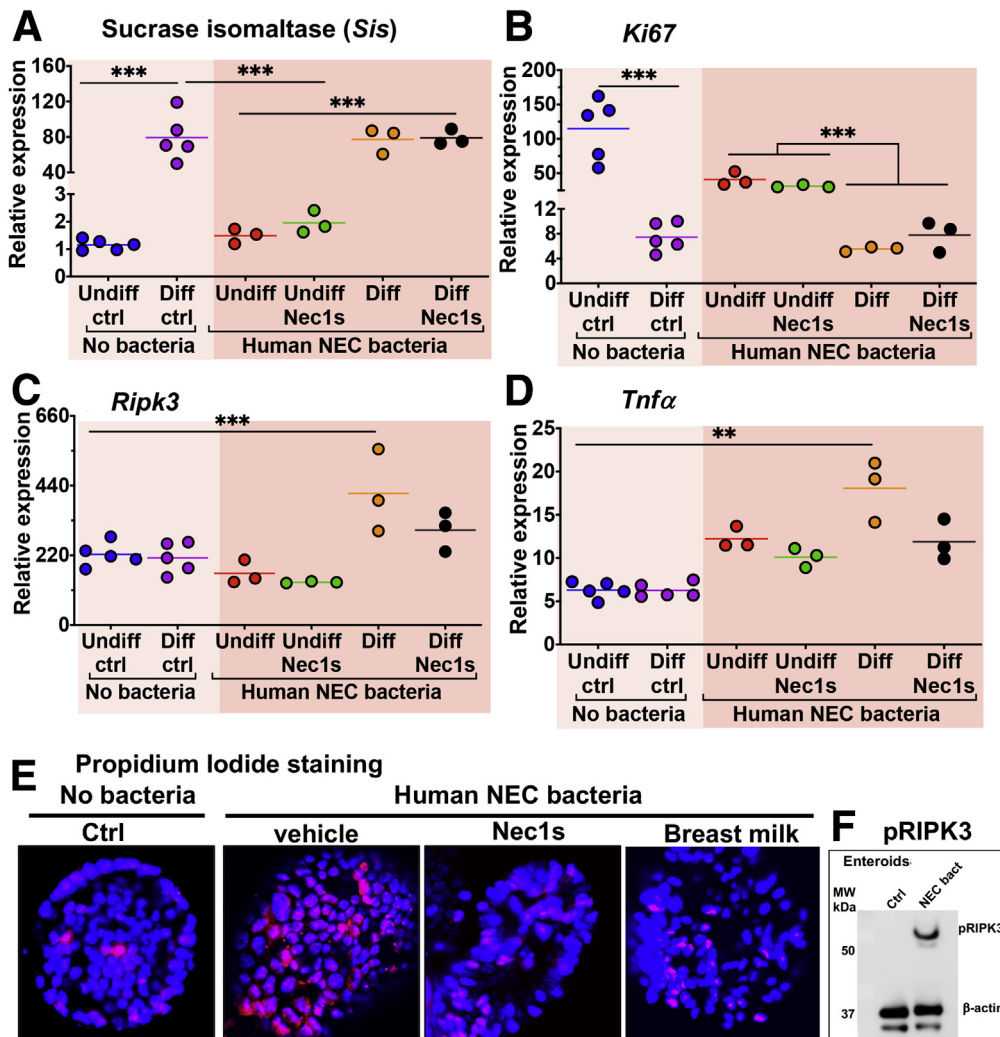 A Sucrase isomaltase (Sis)
Relative expression
160
120
80
40
3
2
1
0
*** *** ***
Undiff ctrl Diff ctrl Undiff Undiff Nec1s Diff Diff Nec1s
No bacteria Human NEC bacteria
B Ki67
Relative expression
200
150
100
50
12
8
4
0
*** ***
Undiff ctrl Diff ctrl Undiff Undiff Nec1s Diff Diff Nec1s
No bacteria Human NEC bacteria
C Ripk3
Relative expression
660
440
220
0
***
Undiff ctrl Diff ctrl Undiff Undiff Nec1s Diff Diff Nec1s
No bacteria Human NEC bacteria
D Tnfα
Relative expression
25
20
15
10
5
0
**
Undiff ctrl Diff ctrl Undiff Undiff Nec1s Diff Diff Nec1s
No bacteria Human NEC bacteria
E Propidium Iodide staining
No bacteria Human NEC bacteria
Ctrl vehicle Nec1s Breast milk
F pRIPK3
Enteroids
MW
kDa
Ctrl NEC bact
pRIPK3
50
37
β-actin